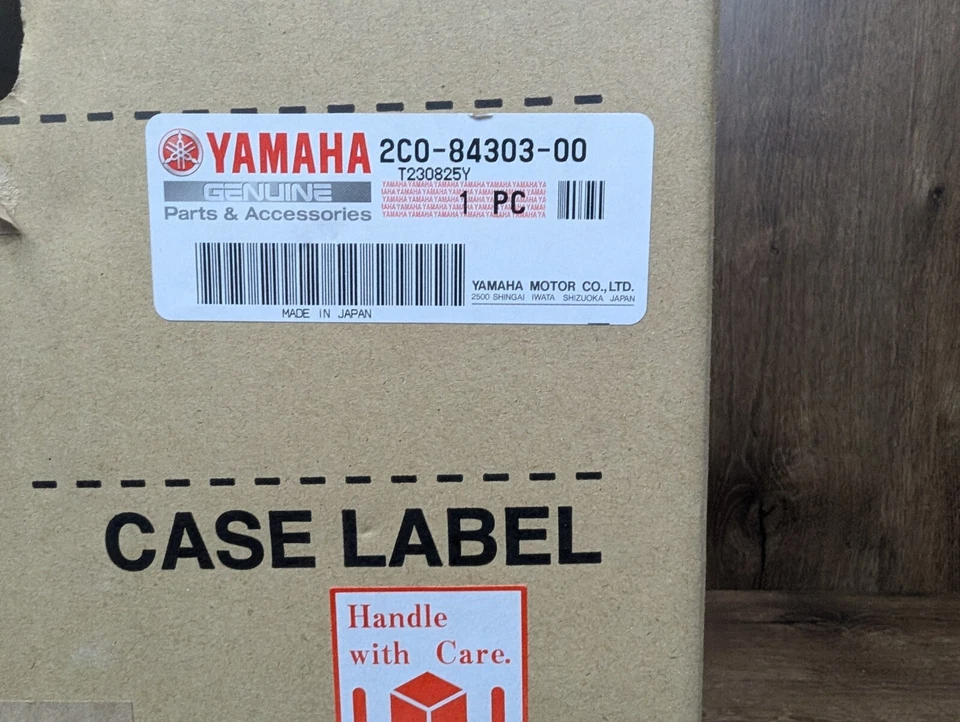 YAMAHA 2C0-84303-00
T230825Y
GENUINE
1 PC
Parts & Accessories
YAMAHA MOTOR CO.,LTD.
2500 SHINGAI IWATA SHIZUOKA JAPAN
MADE IN JAPAN
CASE LABEL
Handle
with Care.